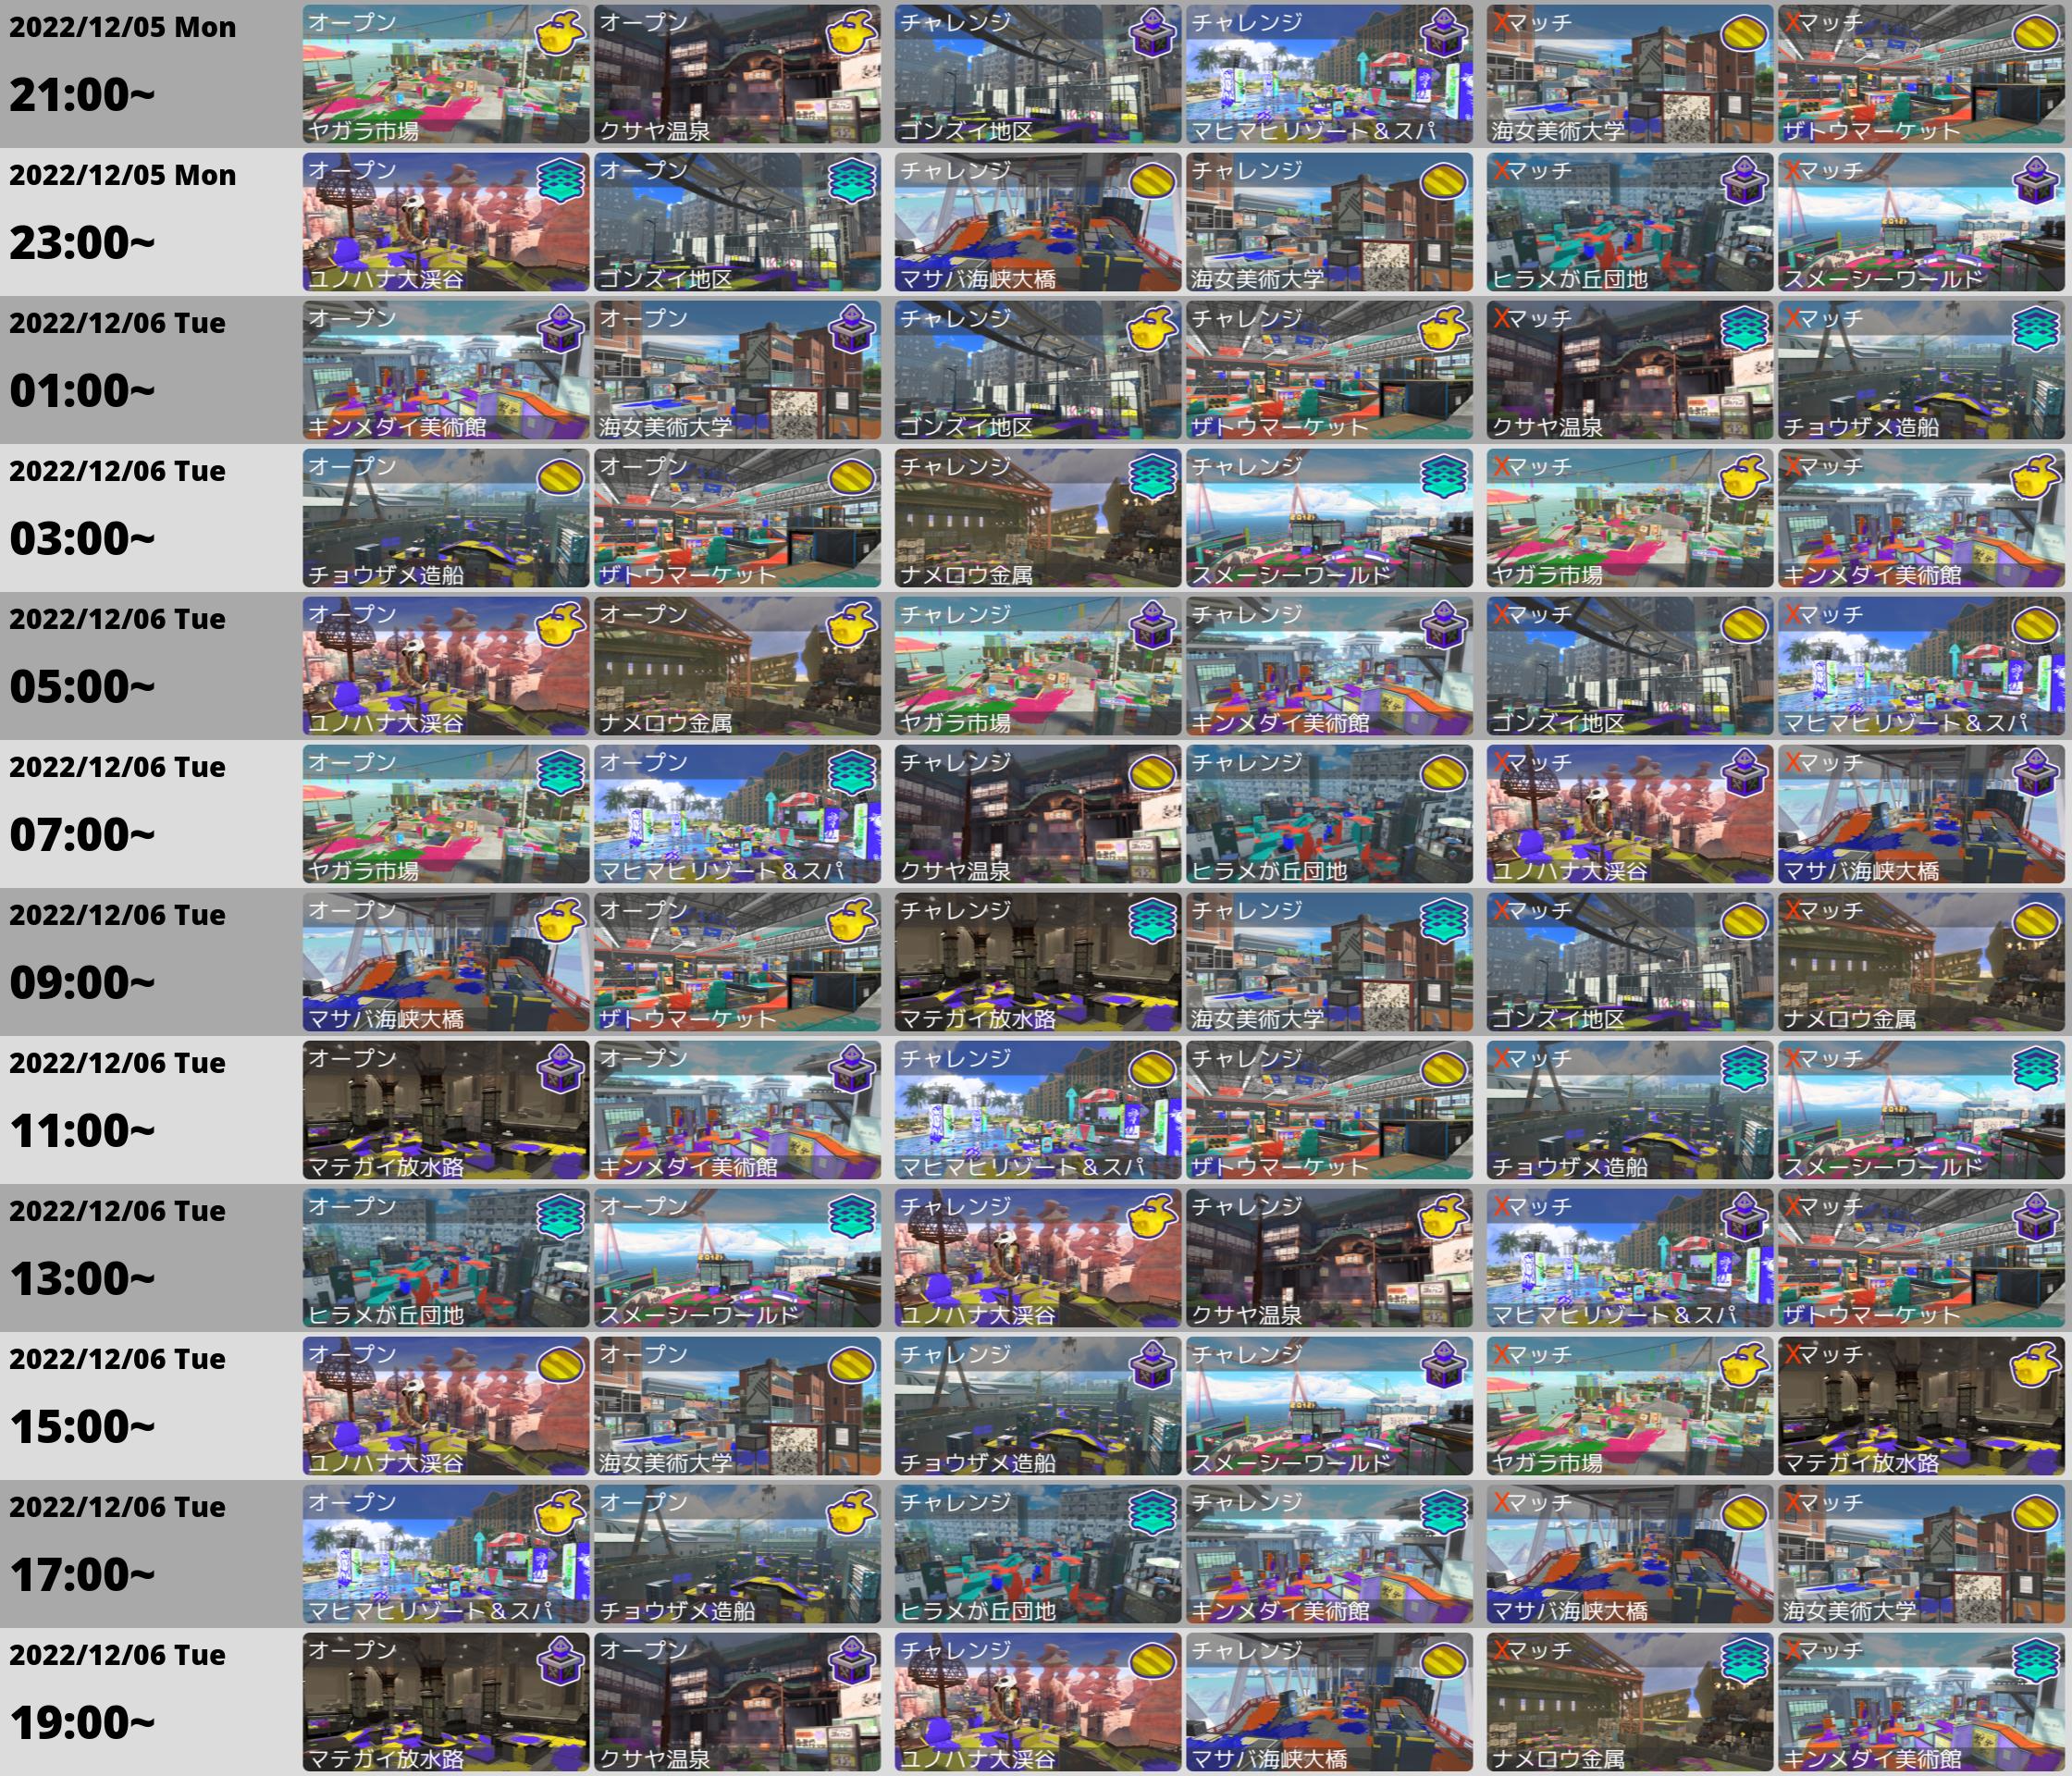 2022/12/05 Mon
21:00~
オープン
オープン
チャレンジ
チャレンジ
Xマッチ
Xマッチ
ヤガラ市場
クサヤ温泉
ゴンズイ地区
マヒマヒリゾート&スパ
海女美術大学
ザトウマーケット
2022/12/05 Mon
23:00~
オープン
オープン
チャレンジ
チャレンジ
Xマッチ
Xマッチ
ユノハナ大渓谷
ゴンズイ地区
マサバ海峡大橋
海女美術大学
ヒラメが丘団地
スメーシーワールド
2022/12/06 Tue
01:00~
オープン
オープン
チャレンジ
チャレンジ
Xマッチ
Xマッチ
キンメダイ美術館
海女美術大学
ゴンズイ地区
ザトウマーケット
クサヤ温泉
チョウザメ造船
2022/12/06 Tue
03:00~
オープン
オープン
チャレンジ
チャレンジ
Xマッチ
Xマッチ
チョウザメ造船
ザトウマーケット
ナメロウ金属
スメーシーワールド
ヤガラ市場
キンメダイ美術館
2022/12/06 Tue
05:00~
オープン
オープン
チャレンジ
チャレンジ
Xマッチ
Xマッチ
ユノハナ大渓谷
ナメロウ金属
ヤガラ市場
キンメダイ美術館
ゴンズイ地区
マヒマヒリゾート&スパ
2022/12/06 Tue
07:00~
オープン
オープン
チャレンジ
チャレンジ
Xマッチ
Xマッチ
ヤガラ市場
マヒマヒリゾート&スパ
クサヤ温泉
ヒラメが丘団地
ユノハナ大渓谷
マサバ海峡大橋
2022/12/06 Tue
09:00~
オープン
オープン
チャレンジ
チャレンジ
Xマッチ
Xマッチ
マサバ海峡大橋
ザトウマーケット
マテガイ放水路
海女美術大学
ゴンズイ地区
ナメロウ金属
2022/12/06 Tue
11:00~
オープン
オープン
チャレンジ
チャレンジ
Xマッチ
Xマッチ
マテガイ放水路
キンメダイ美術館
マヒマヒリゾート&スパ
ザトウマーケット
チョウザメ造船
スメーシーワールド
2022/12/06 Tue
13:00~
オープン
オープン
チャレンジ
チャレンジ
Xマッチ
Xマッチ
ヒラメが丘団地
スメーシーワールド
ユノハナ大渓谷
クサヤ温泉
マヒマヒリゾート&スパ
ザトウマーケット
2022/12/06 Tue
15:00~
オープン
オープン
チャレンジ
チャレンジ
Xマッチ
Xマッチ
ユノハナ大渓谷
海女美術大学
チョウザメ造船
スメーシーワールド
ヤガラ市場
マテガイ放水路
2022/12/06 Tue
17:00~
オープン
オープン
チャレンジ
チャレンジ
Xマッチ
Xマッチ
マヒマヒリゾート&スパ
チョウザメ造船
ヒラメが丘団地
キンメダイ美術館
マサバ海峡大橋
海女美術大学
2022/12/06 Tue
19:00~
オープン
オープン
チャレンジ
チャレンジ
Xマッチ
Xマッチ
マテガイ放水路
クサヤ温泉
ユノハナ大渓谷
マサバ海峡大橋
ナメロウ金属
キンメダイ美術館